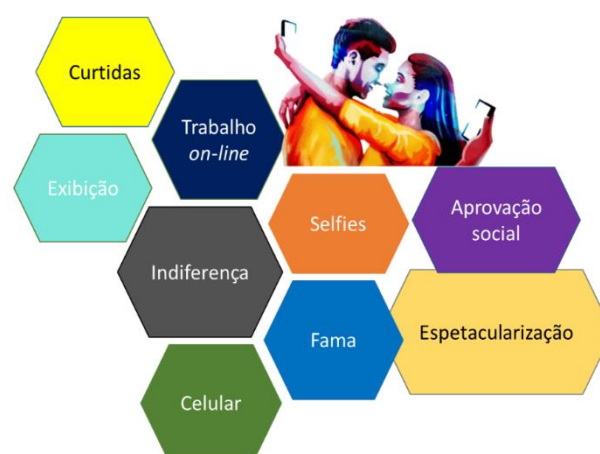 Curtidas
Trabalho
on-line
Exibição
Selfies
Aprovação
social
Indiferença
Fama
Espetacularização
Celular